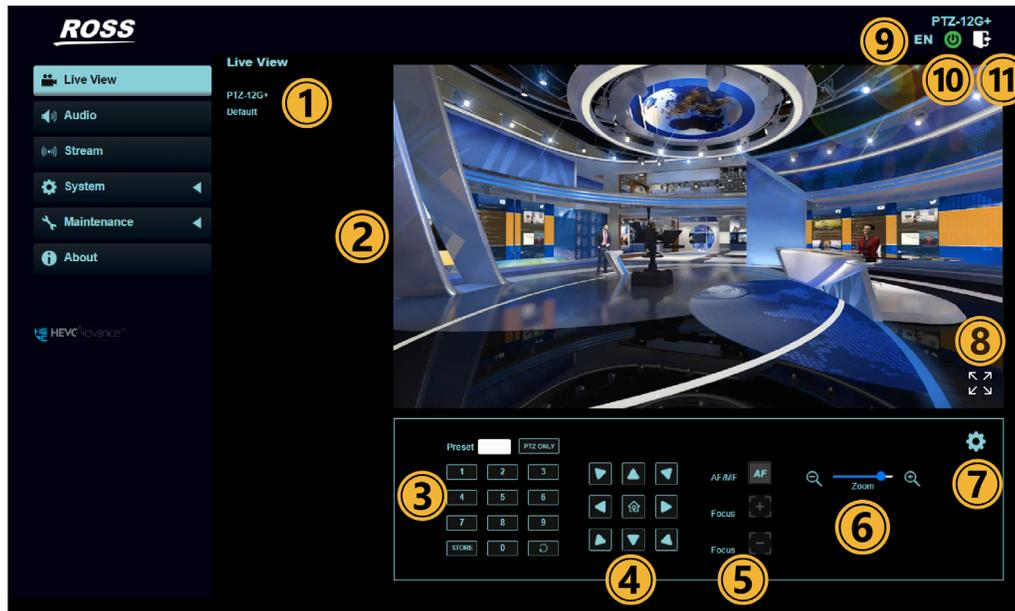 ROSS
PTZ-12G+
9 EN
10 11
Live View
Audio
Stream
System
Maintenance
About
HEVC Advance™
Live View
PTZ-12G+
Default
1
2
8
Preset PTZ ONLY
1 2 3
4 5 6
7 8 9
STORE 0
3
4
AF/MF AF
Focus +
Focus -
5
Zoom
6
7